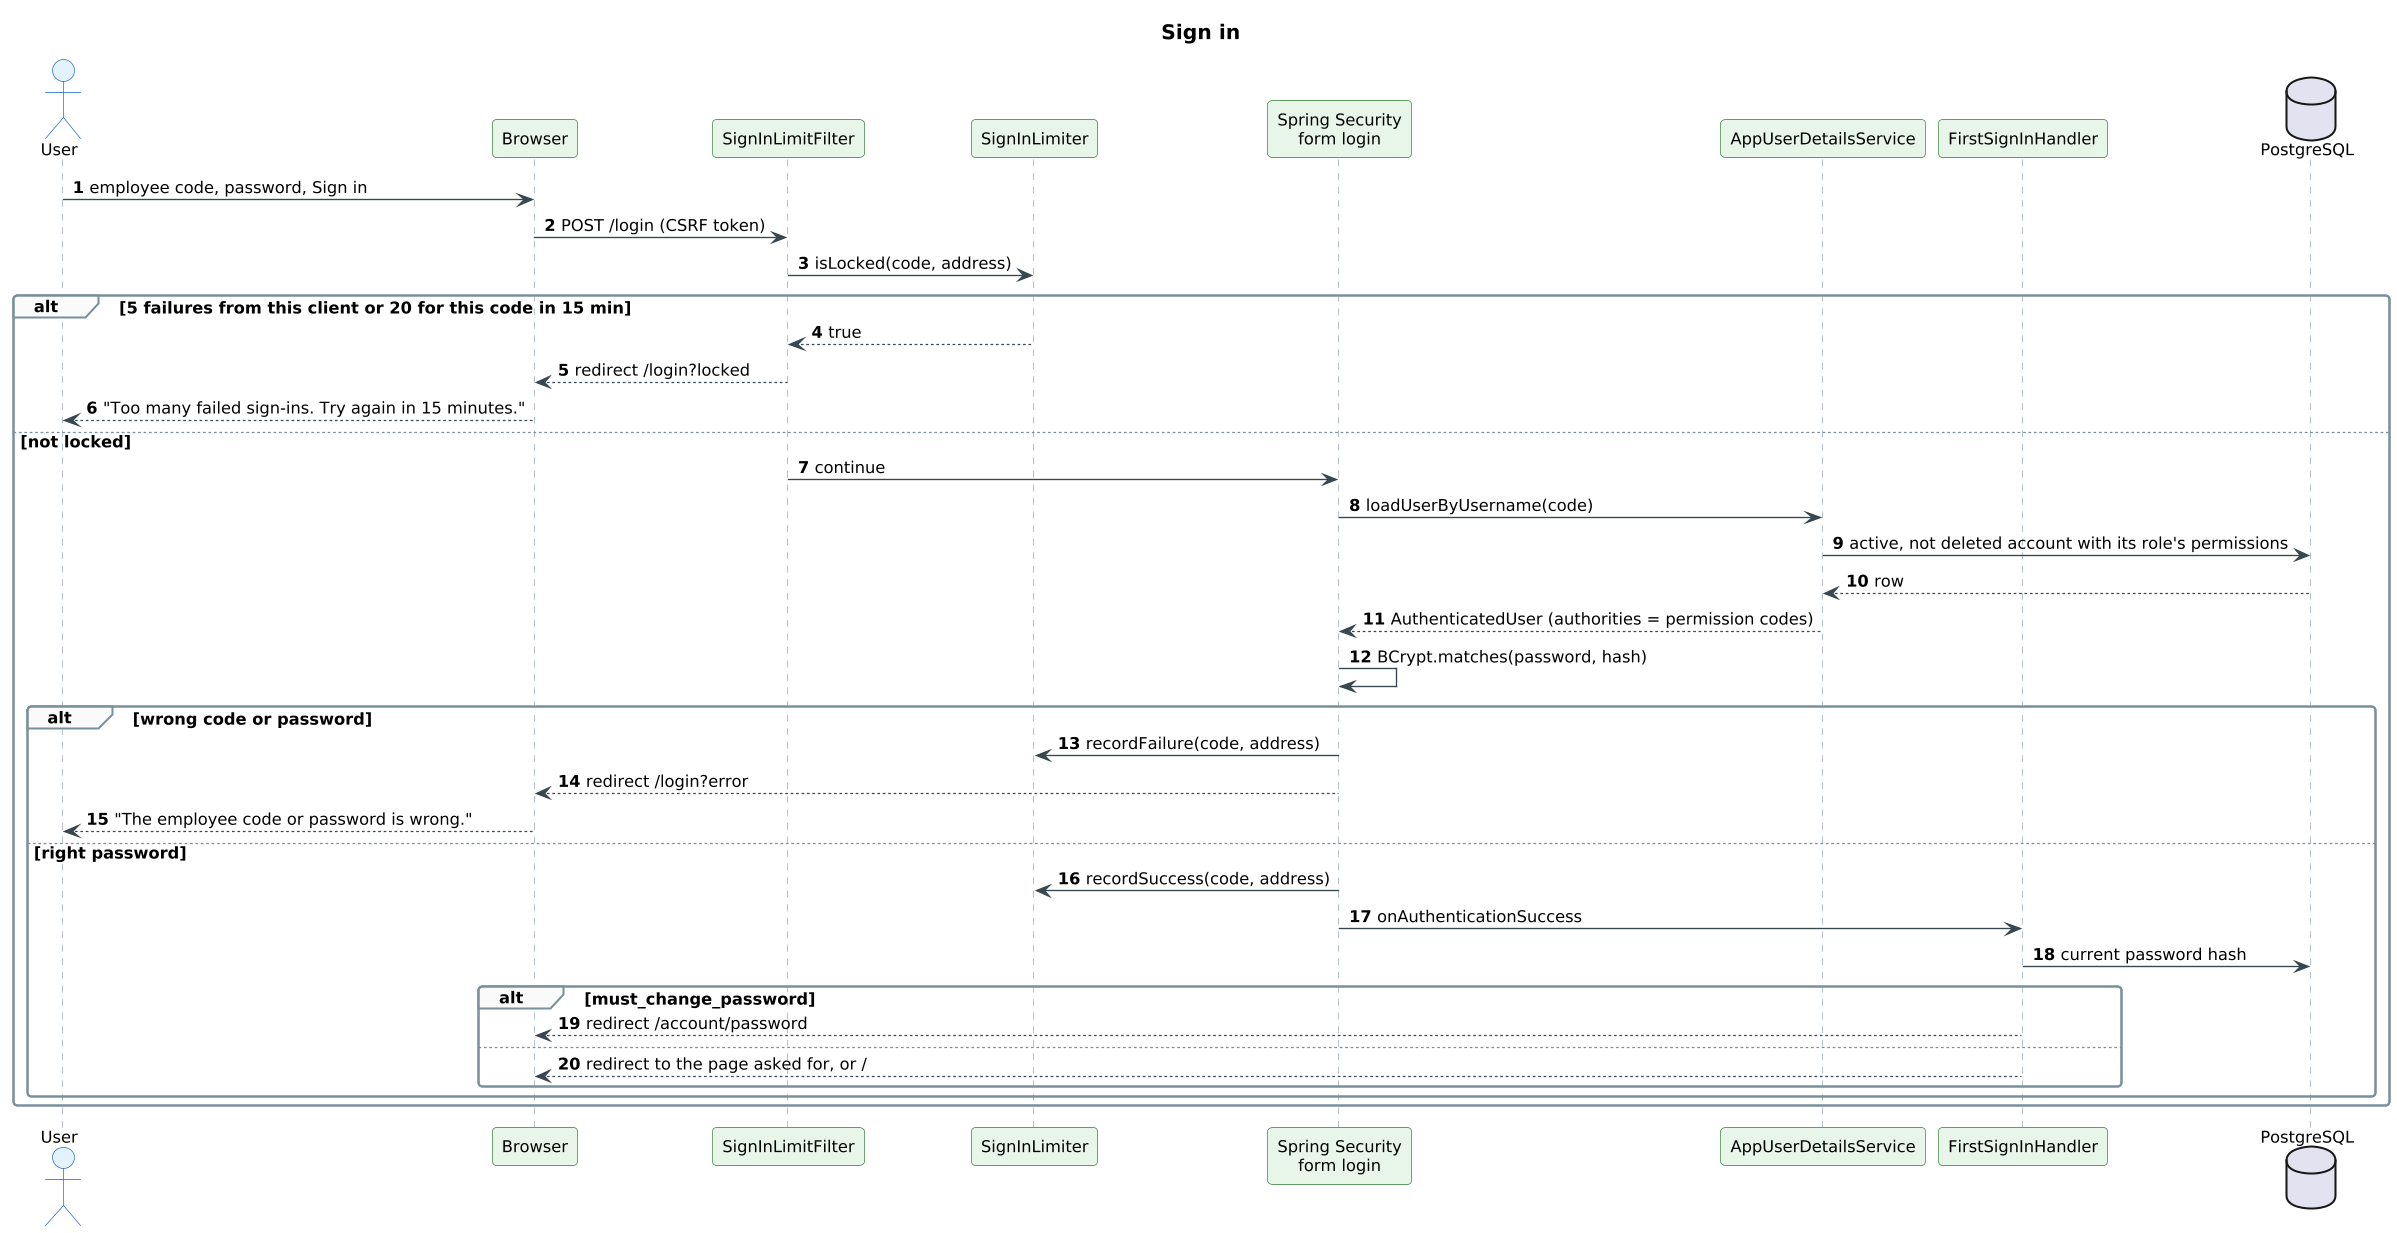 Sign in
User
Browser
SignInLimitFilter
SignInLimiter
Spring Security
form login
AppUserDetailsService
FirstSignInHandler
PostgreSQL
1 employee code, password, Sign in
2 POST /login (CSRF token)
3 isLocked(code, address)
alt [5 failures from this client or 20 for this code in 15 min]
4 true
5 redirect /login?locked
6 "Too many failed sign-ins. Try again in 15 minutes."
[not locked]
7 continue
8 loadUserByUsername(code)
9 active, not deleted account with its role's permissions
10 row
11 AuthenticatedUser (authorities = permission codes)
12 BCrypt.matches(password, hash)
alt [wrong code or password]
13 recordFailure(code, address)
14 redirect /login?error
15 "The employee code or password is wrong."
[right password]
16 recordSuccess(code, address)
17 onAuthenticationSuccess
18 current password hash
alt [must_change_password]
19 redirect /account/password
20 redirect to the page asked for, or /
User
Browser
SignInLimitFilter
SignInLimiter
Spring Security
form login
AppUserDetailsService
FirstSignInHandler
PostgreSQL